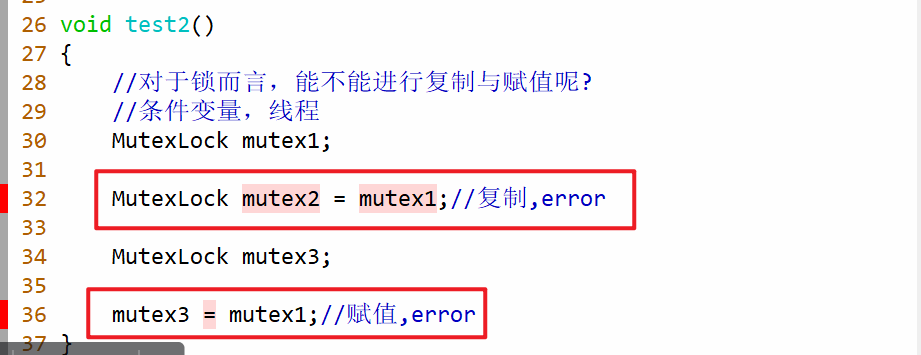 26 void test2()
27 {
28 //对于锁而言，能不能进行复制与赋值呢?
29 //条件变量，线程
30 MutexLock mutex1;
31
32 MutexLock mutex2 = mutex1;//复制,error
33
34 MutexLock mutex3;
35
36 mutex3 = mutex1;//赋值,error
37 }